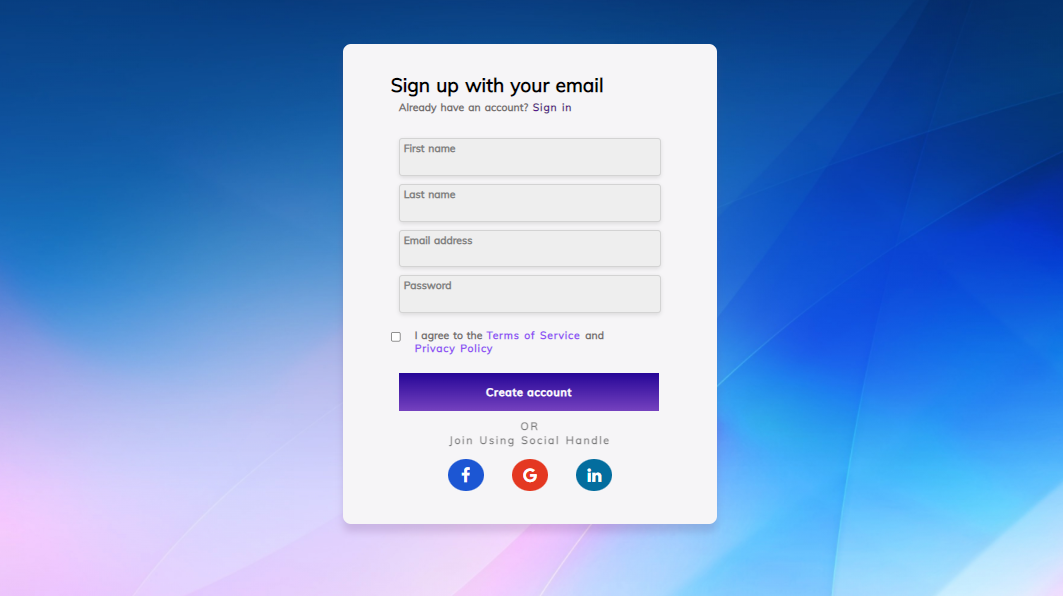 Sign up with your email
Already have an account? Sign in
First name
Last name
Email address
Password
I agree to the Terms of Service and
Privacy Policy
Create account
OR
Join Using Social Handle
f G in